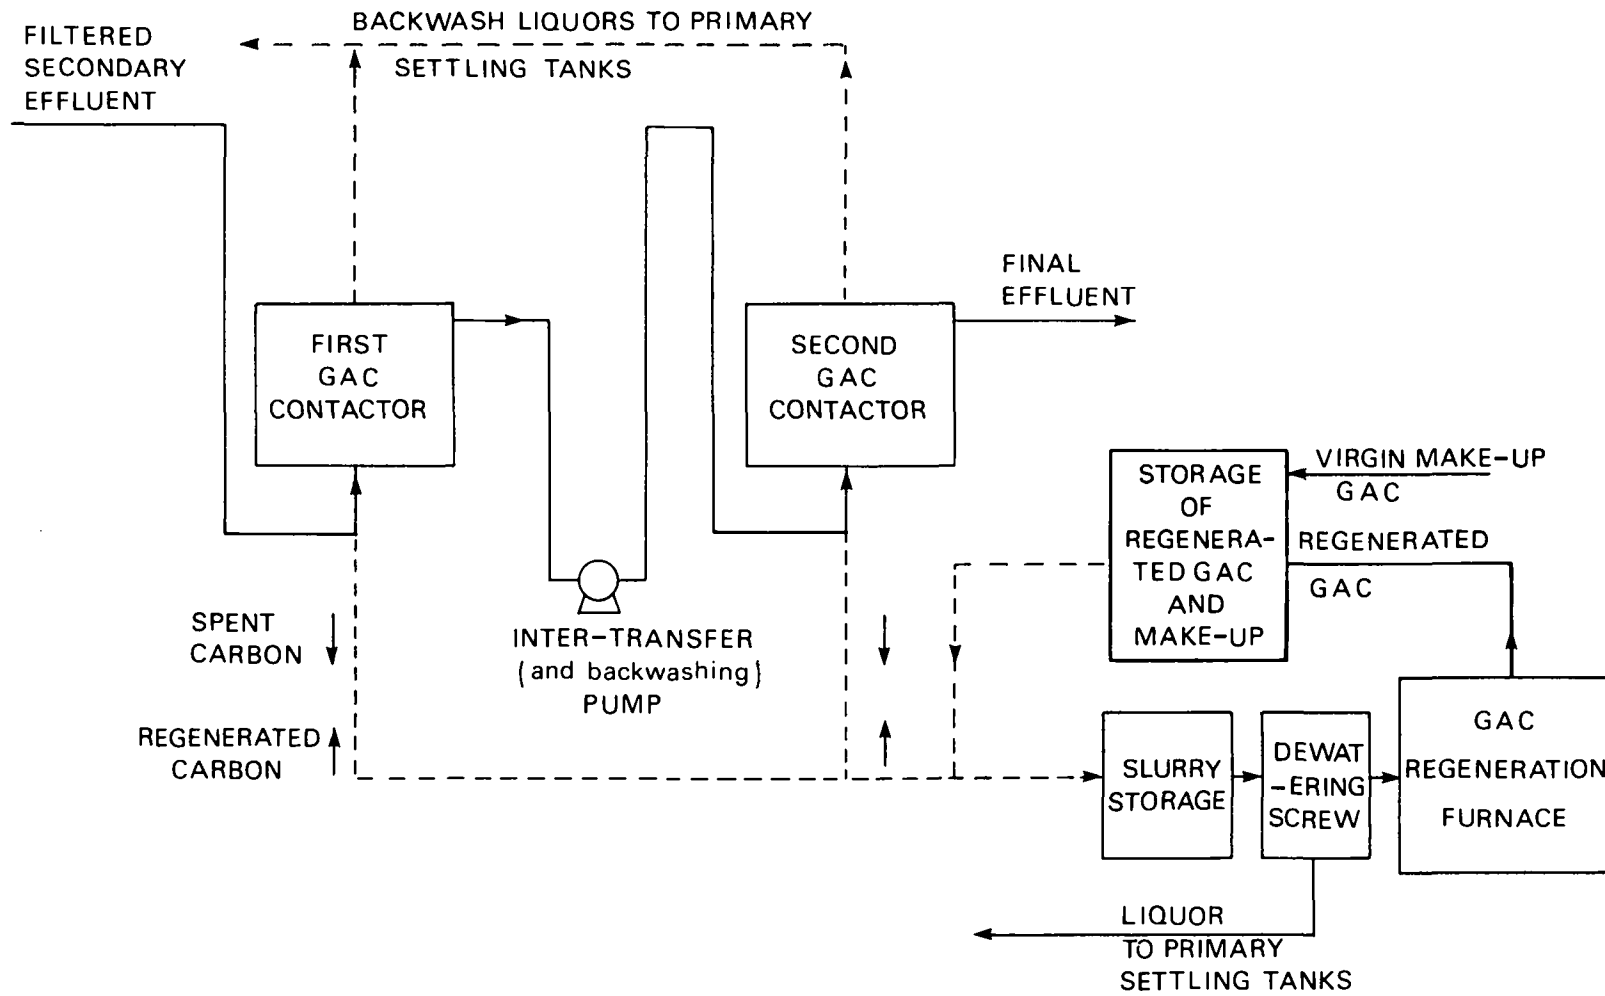 BACKWASH LIQUORS TO PRIMARY
SETTLING TANKS
FILTERED
SECONDARY
EFFLUENT
FIRST
GAC
CONTACTOR
SECOND
GAC
CONTACTOR
FINAL
EFFLUENT
VIRGIN MAKE-UP
GAC
STORAGE
OF
REGENERA-
TED GAC
AND
MAKE-UP
REGENERATED
GAC
SPENT
CARBON
REGENERATED
CARBON
INTER-TRANSFER
(and backwashing)
PUMP
SLURRY
STORAGE
DEWAT
-ERING
SCREW
GAC
REGENERATION
FURNACE
LIQUOR
TO PRIMARY
SETTLING TANKS